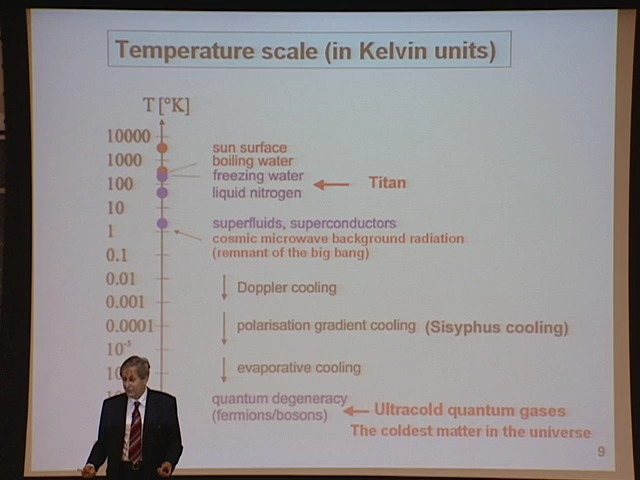 Temperature scale (in Kelvin units)
T [°K]
10000
sun surface
1000
boiling water
freezing water
100
Titan
liquid nitrogen
10
superfluids, superconductors
1
cosmic microwave background radiation
(remnant of the big bang)
0.1
0.01
Doppler cooling
0.001
0.0001
polarisation gradient cooling (Sisyphus cooling)
10⁻⁵
evaporative cooling
quantum degeneracy
(fermions/bosons)
Ultracold quantum gases
The coldest matter in the universe
9